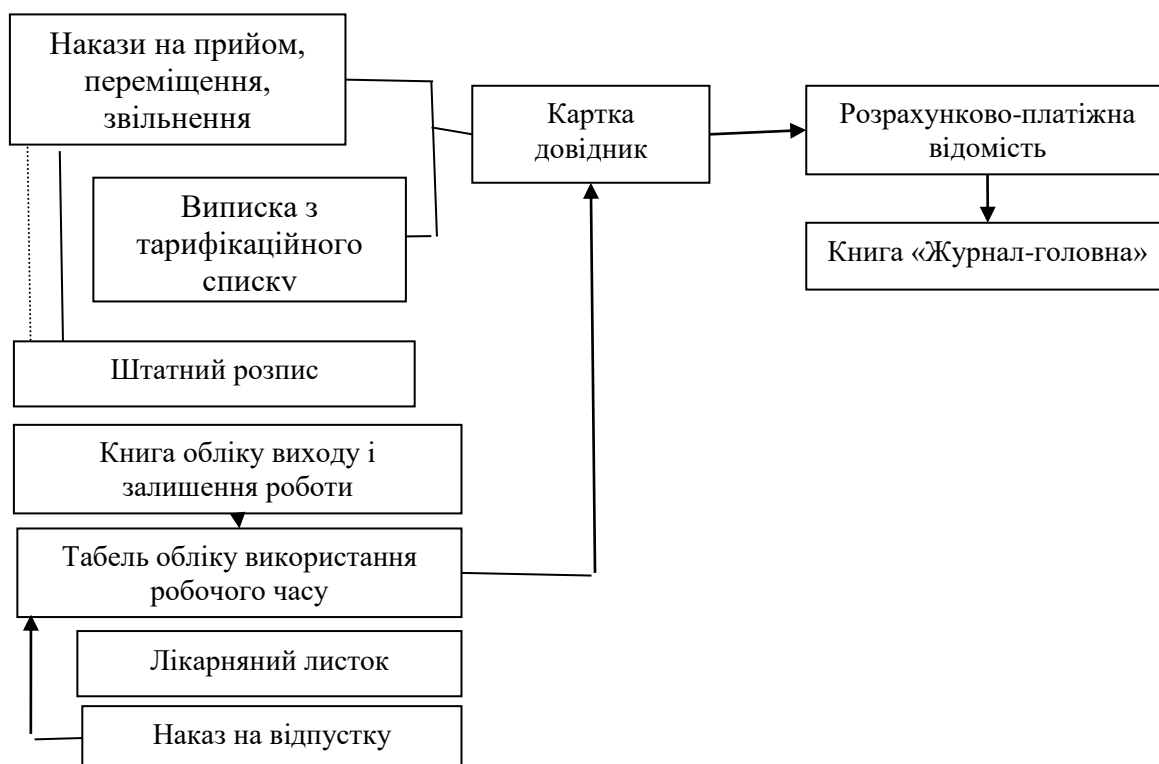 Накази на прийом,
переміщення,
звільнення
Картка
довідник
Розрахунково-платіжна
відомість
Виписка з
тарифікаційного
списку
Книга «Журнал-головна»
Штатний розпис
Книга обліку виходу і
залишення роботи
Табель обліку використання
робочого часу
Лікарняний листок
Наказ на відпустку